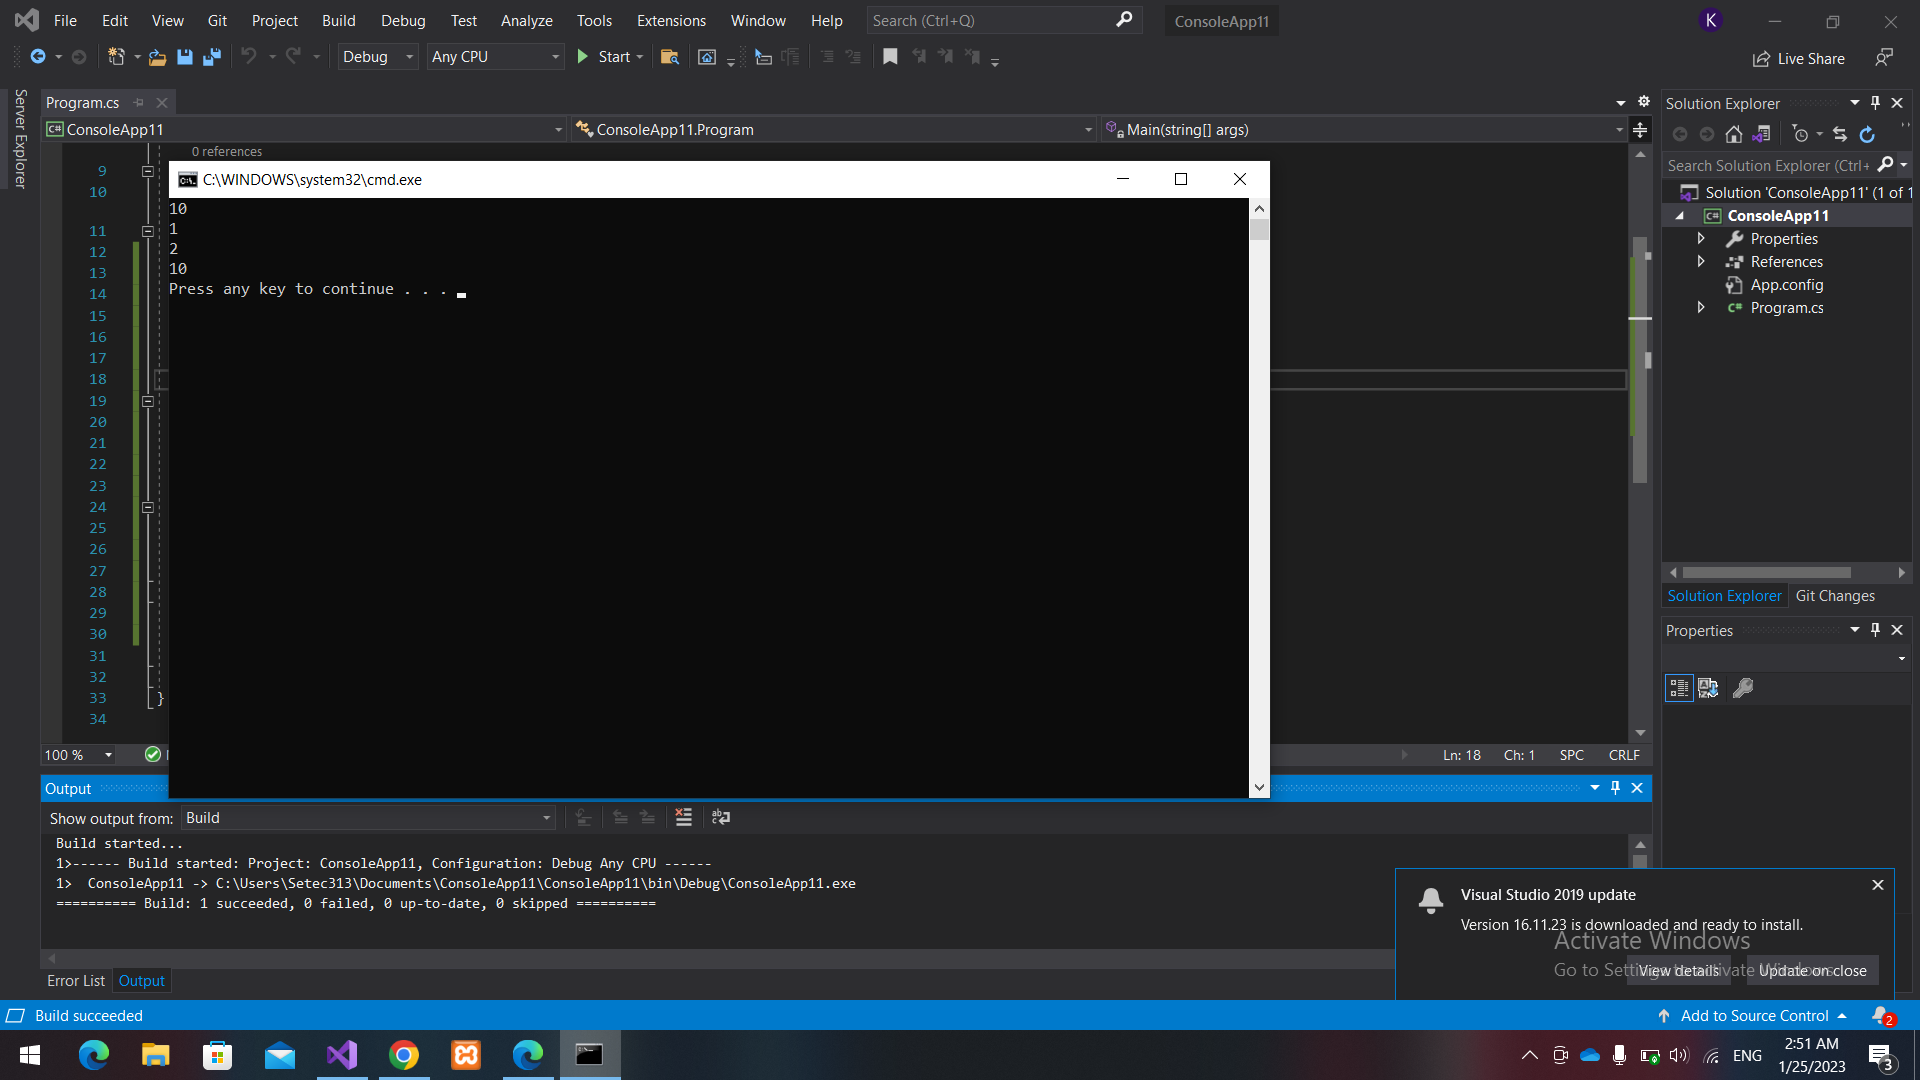 File Edit View Git Project Build Debug Test Analyze Tools Extensions Window Help Search (Ctrl+Q) ConsoleApp11 K
Debug Any CPU Start Live Share
Server Explorer
Program.cs
ConsoleApp11 ConsoleApp11.Program Main(string[] args)
0 references
9
10
11
12
13
14
15
16
17
18
19
20
21
22
23
24
25
26
27
28
29
30
31
32
33 }
34
C:\WINDOWS\system32\cmd.exe
10
1
2
10
Press any key to continue . . .
100 % Ln: 18 Ch: 1 SPC CRLF
Solution Explorer
Search Solution Explorer (Ctrl+
Solution 'ConsoleApp11' (1 of 1
ConsoleApp11
Properties
References
App.config
Program.cs
Solution Explorer Git Changes
Properties
Output
Show output from: Build
Build started...
1>------ Build started: Project: ConsoleApp11, Configuration: Debug Any CPU ------
1>  ConsoleApp11 -> C:\Users\Setec313\Documents\ConsoleApp11\ConsoleApp11\bin\Debug\ConsoleApp11.exe
========== Build: 1 succeeded, 0 failed, 0 up-to-date, 0 skipped ==========
Error List Output
Visual Studio 2019 update
Version 16.11.23 is downloaded and ready to install.
Activate Windows
Go to Settings to activate Windows.
View details Update on close
Build succeeded Add to Source Control 2
ENG 2:51 AM
1/25/2023 3